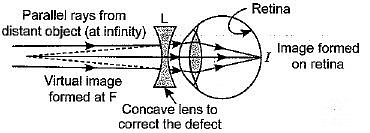 Parallel rays from
distant object (at infinity)
L
Retina
I
Image formed
on retina
Virtual image
formed at F
Concave lens to
correct the defect